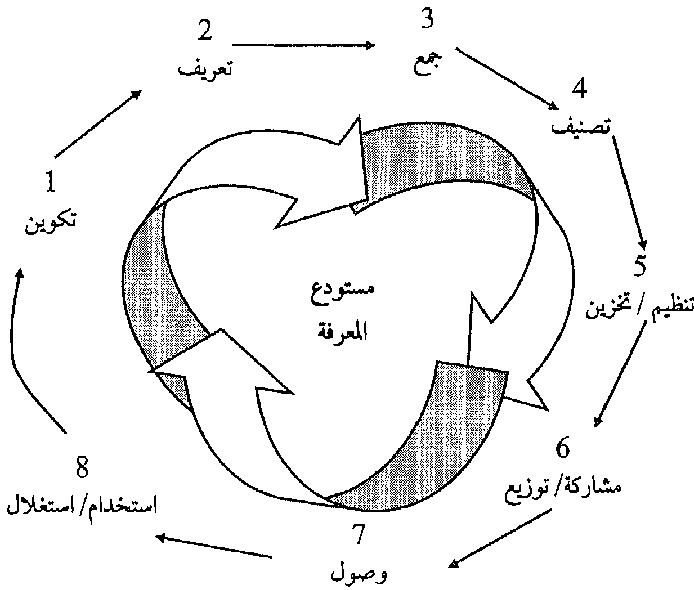 1
تكوين
2
تعريف
3
جمع
4
تصنيف
5
تنظيم / تخزين
6
مشاركة/ توزيع
7
وصول
8
استخدام/ استغلال
مستودع
المعرفة